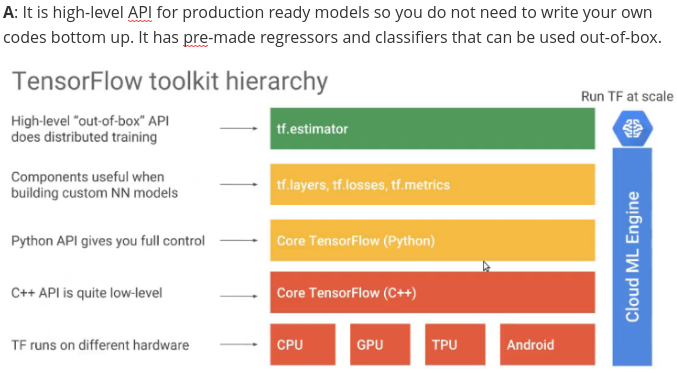 A: It is high-level API for production ready models so you do not need to write your own
codes bottom up. It has pre-made regressors and classifiers that can be used out-of-box.
TensorFlow toolkit hierarchy
Run TF at scale
High-level “out-of-box” API
does distributed training
tf.estimator
Components useful when
building custom NN models
tf.layers, tf.losses, tf.metrics
Python API gives you full control
Core TensorFlow (Python)
C++ API is quite low-level
Core TensorFlow (C++)
TF runs on different hardware
CPU
GPU
TPU
Android
Cloud ML Engine